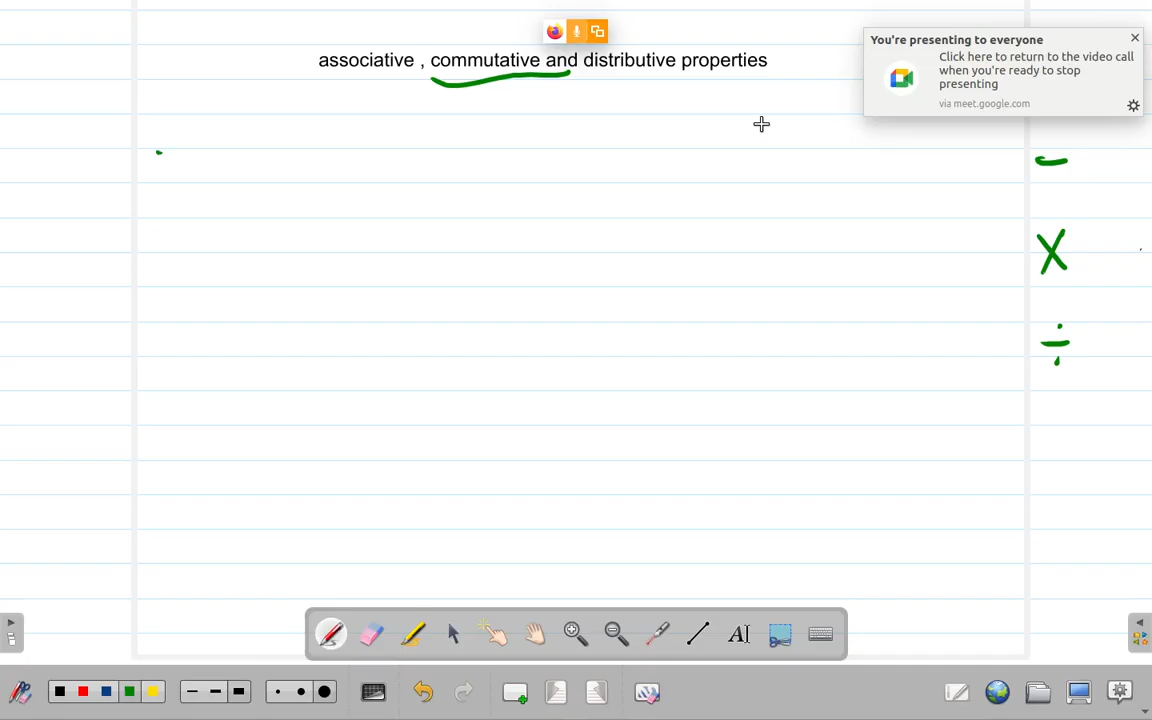 associative , commutative and distributive properties
You're presenting to everyone
Click here to return to the video call
when you're ready to stop
presenting
via meet.google.com
-
X
÷
AI